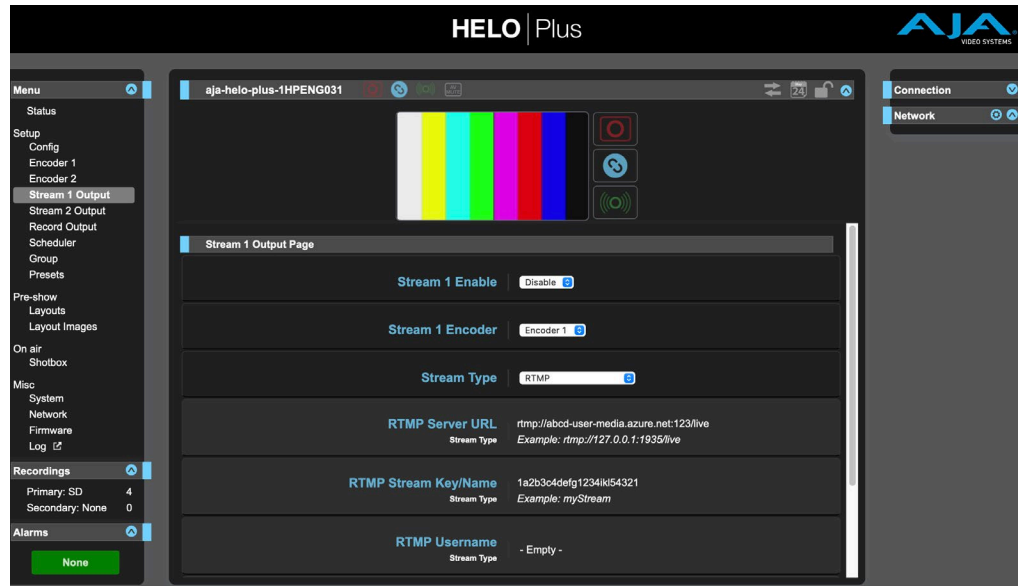 HELO Plus
AJA
VIDEO SYSTEMS
Menu
Status
Setup
Config
Encoder 1
Encoder 2
Stream 1 Output
Stream 2 Output
Record Output
Scheduler
Group
Presets
Pre-show
Layouts
Layout Images
On air
Shotbox
Misc
System
Network
Firmware
Log
Recordings
Primary: SD 4
Secondary: None 0
Alarms
None
aja-helo-plus-1HPENG031
AV
MUTE
24
Stream 1 Output Page
Stream 1 Enable Disable
Stream 1 Encoder Encoder 1
Stream Type RTMP
RTMP Server URL rtmp://abcd-user-media.azure.net:123/live
Stream Type Example: rtmp://127.0.0.1:1935/live
RTMP Stream Key/Name 1a2b3c4defg1234ikl54321
Stream Type Example: myStream
RTMP Username - Empty -
Stream Type
Connection
Network